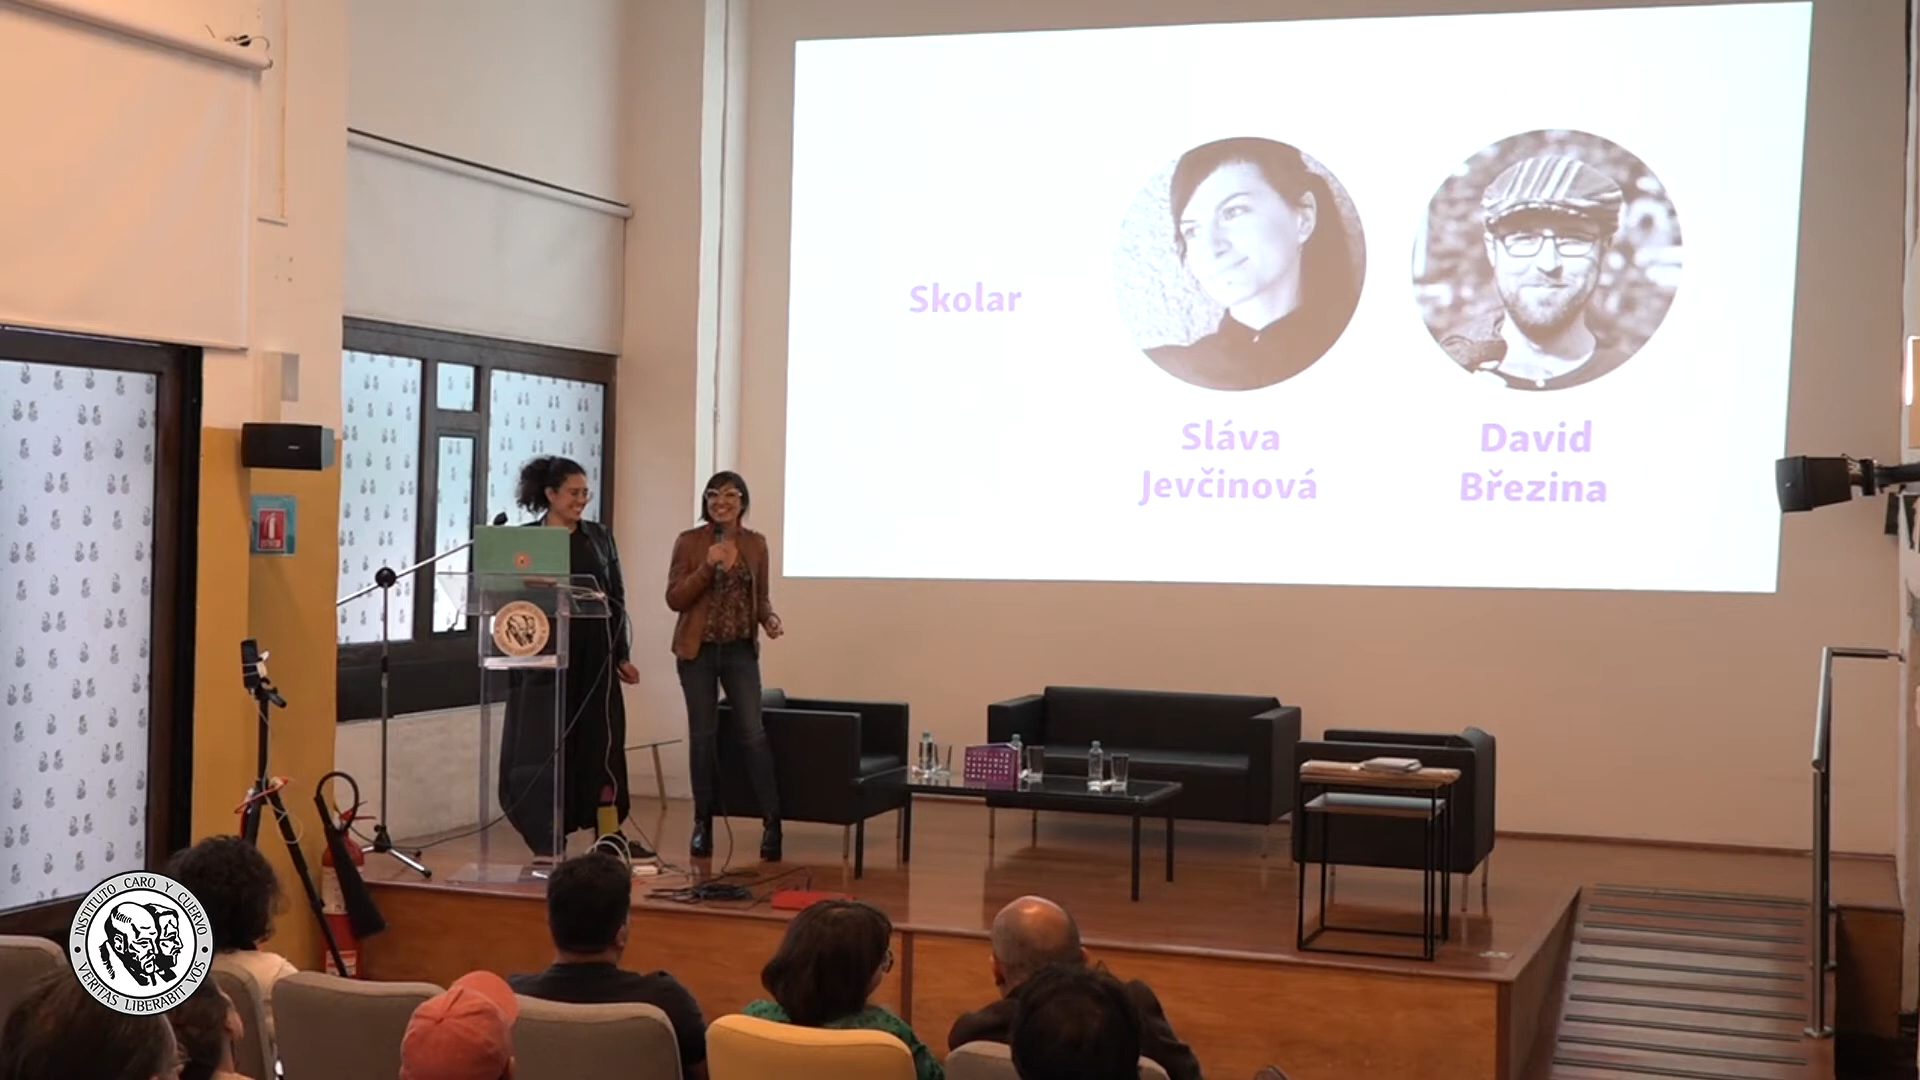 Skolar
Sláva
Jevčinová
David
Březina
INSTITUTO CARO Y CUERVO
VERITAS LIBERABIT VOS